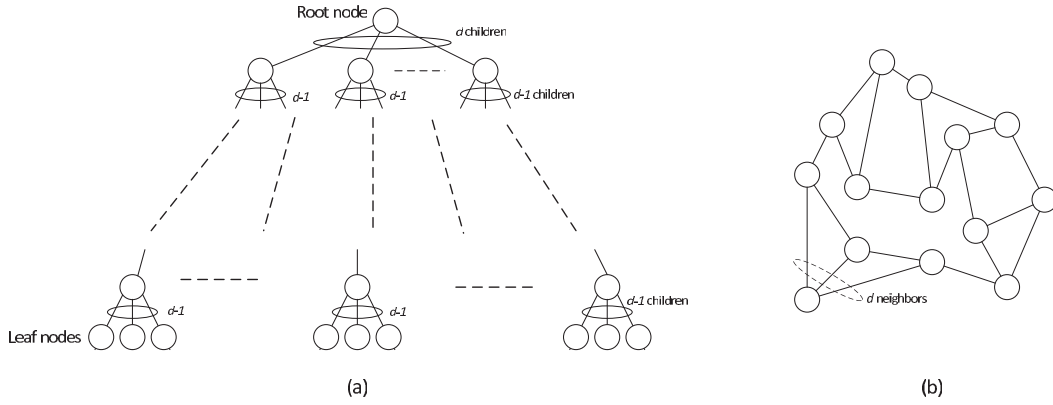 Root node
d children
d-1
d-1
d-1 children
d-1
d-1
d-1 children
Leaf nodes
d neighbors
(a)
(b)